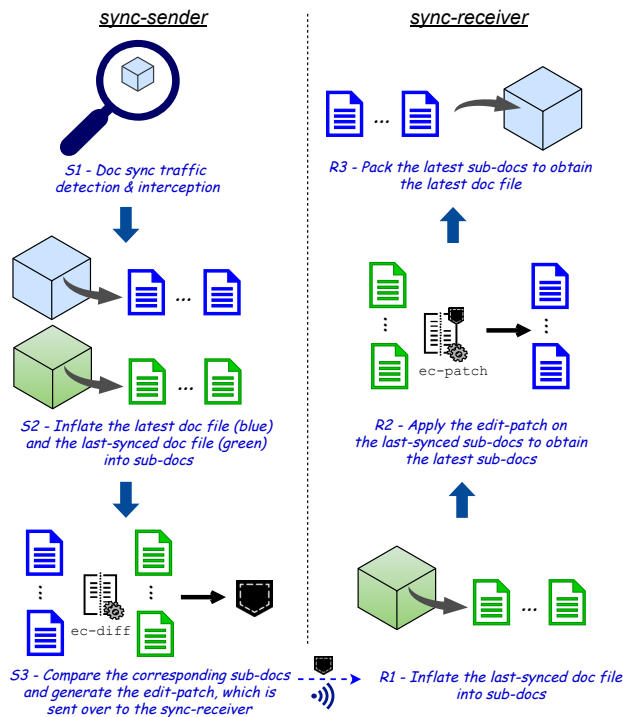 sync-sender
S1 - Doc sync traffic
detection & interception
...
...
S2 - Inflate the latest doc file (blue)
and the last-synced doc file (green)
into sub-docs
...
...
ec-diff
S3 - Compare the corresponding sub-docs
and generate the edit-patch, which is
sent over to the sync-receiver
sync-receiver
...
R3 - Pack the latest sub-docs to obtain
the latest doc file
...
...
ec-patch
R2 - Apply the edit-patch on
the last-synced sub-docs to obtain
the latest sub-docs
...
R1 - Inflate the last-synced doc file
into sub-docs